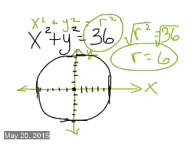 x² + y² = r²
x² + y² = 36
√r² = √36
r = 6
y
x
May 20, 2015